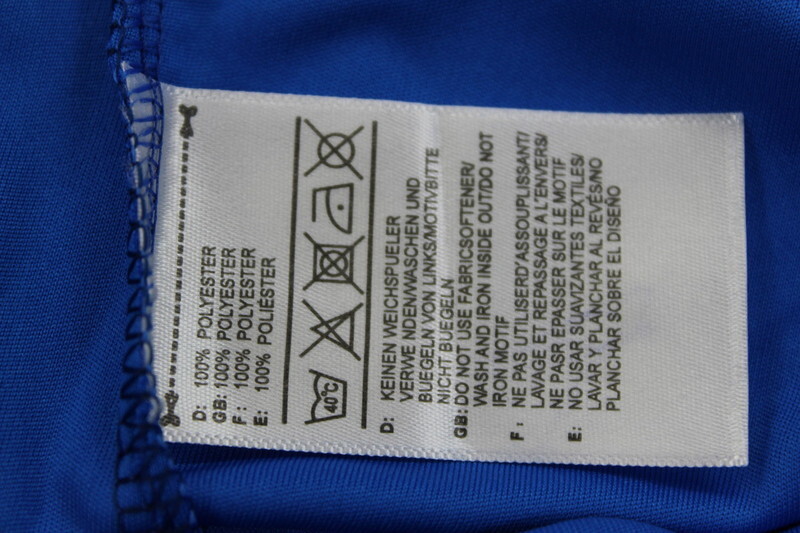 D: 100% POLYESTER
GB: 100% POLYESTER
F: 100% POLYESTER
E: 100% POLIÉSTER
40°C
D: KEINEN WEICHSPUELER
VERWE NDEN/WASCHEN UND
BUEGELN VON LINKS/MOTIVBITTE
NICHT BUEGELN
GB: DO NOT USE FABRICSOFTENER/
WASH AND IRON INSIDE OUT/DO NOT
IRON MOTIF
F: NE PAS UTILISERD'ASSOUPLISSANT/
LAVAGE ET REPASSAGE A L'ENVERS/
NE PASR EPASSER SUR LE MOTIF
E: NO USAR SUAVIZANTES TEXTILES/
LAVAR Y PLANCHAR AL REVÉS/NO
PLANCHAR SOBRE EL DISEÑO